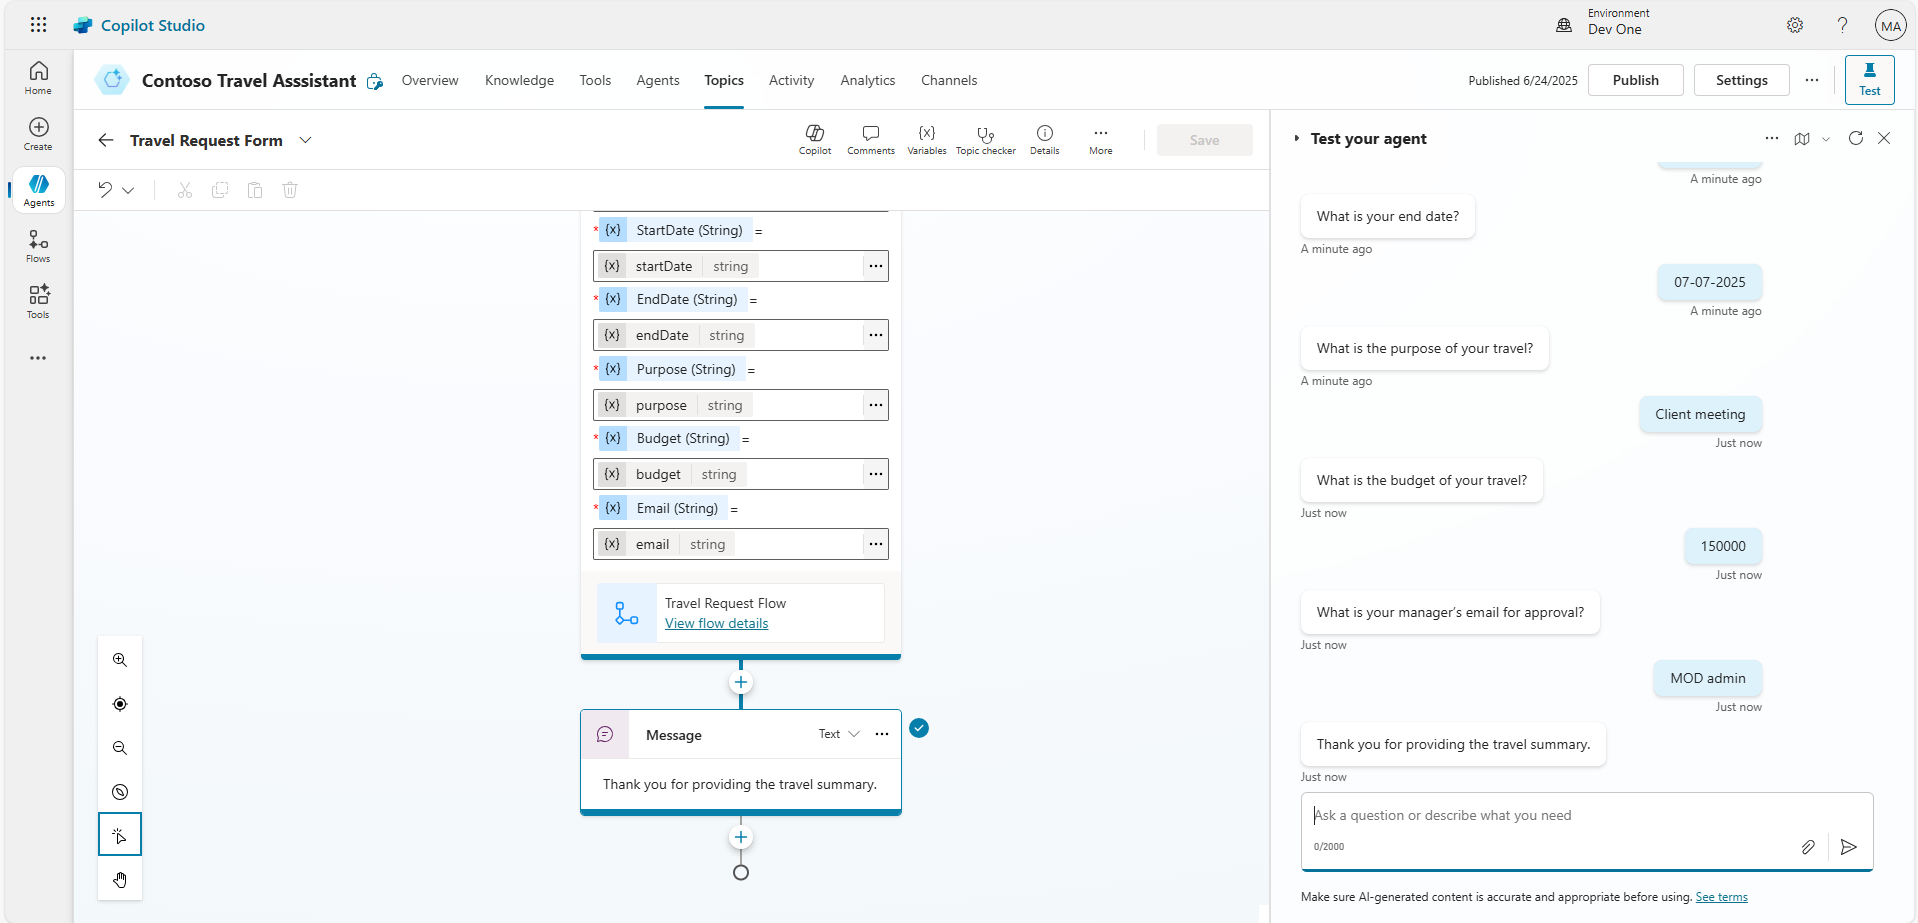 Copilot Studio
Environment
Dev One
MA
Home
Create
Agents
Flows
Tools
Contoso Travel Asssistant
Overview
Knowledge
Tools
Agents
Topics
Activity
Analytics
Channels
Published 6/24/2025
Publish
Settings
Test
Travel Request Form
Copilot
Comments
Variables
Topic checker
Details
More
Save
* {x} StartDate (String) =
{x} startDate string
* {x} EndDate (String) =
{x} endDate string
* {x} Purpose (String) =
{x} purpose string
* {x} Budget (String) =
{x} budget string
* {x} Email (String) =
{x} email string
Travel Request Flow
View flow details
Message
Text
Thank you for providing the travel summary.
Test your agent
A minute ago
What is your end date?
A minute ago
07-07-2025
A minute ago
What is the purpose of your travel?
A minute ago
Client meeting
Just now
What is the budget of your travel?
Just now
150000
Just now
What is your manager’s email for approval?
Just now
MOD admin
Just now
Thank you for providing the travel summary.
Just now
Ask a question or describe what you need
0/2000
Make sure AI-generated content is accurate and appropriate before using. See terms